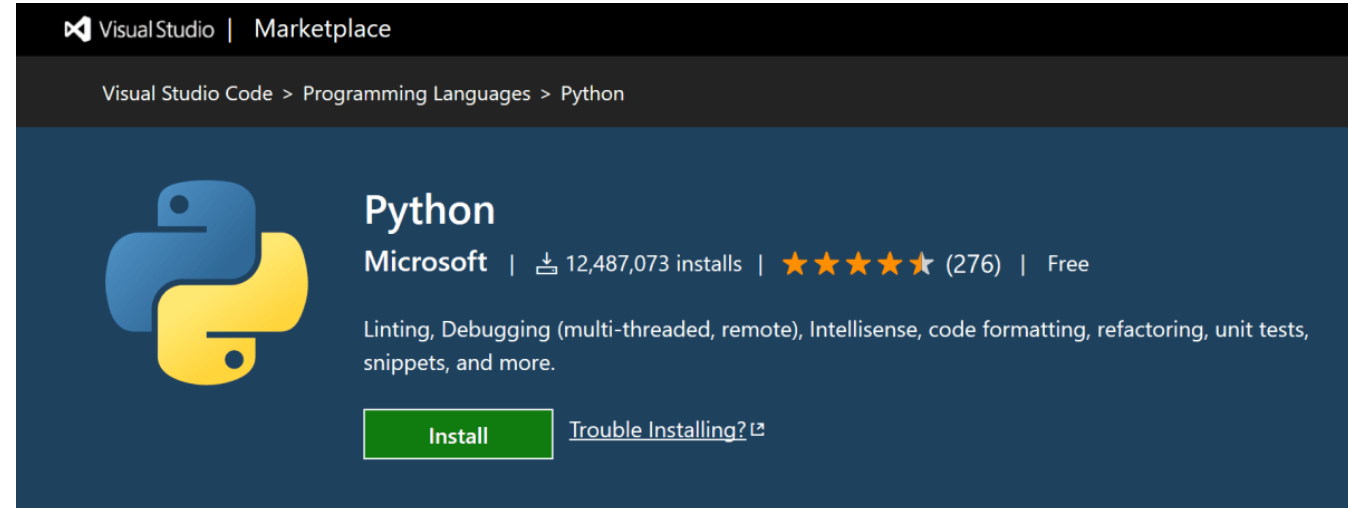 Visual Studio | Marketplace
Visual Studio Code > Programming Languages > Python
Python
Microsoft | 12,487,073 installs | (276) | Free
Linting, Debugging (multi-threaded, remote), Intellisense, code formatting, refactoring, unit tests,
snippets, and more.
Install Trouble Installing?